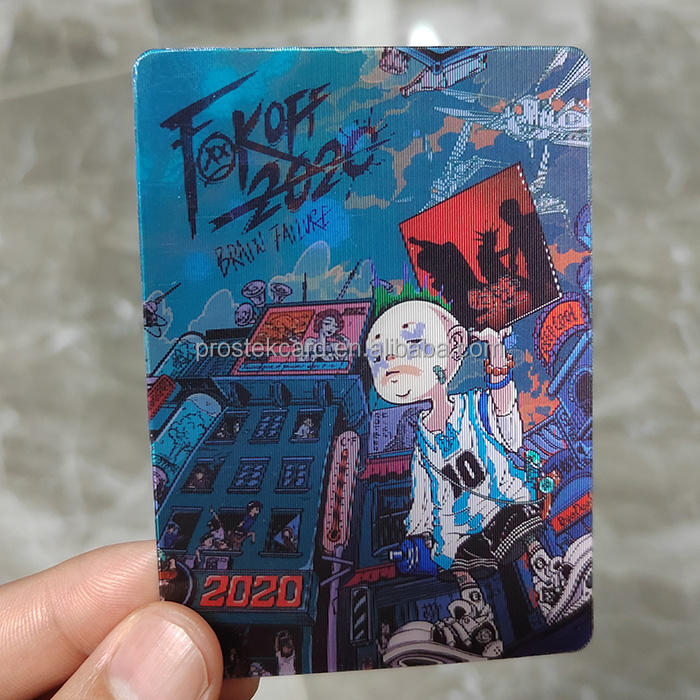 FOKOFF
2020
BRAIN FAILURE
prostekcard.en.alibaba.com
10
2020